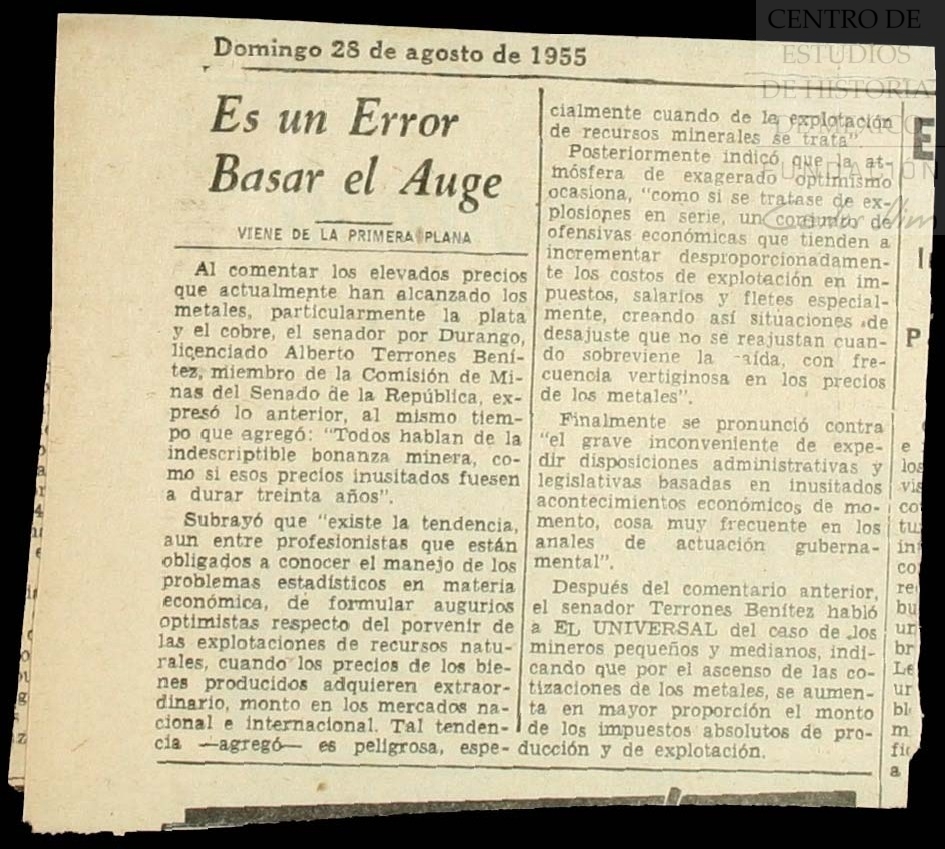 CENTRO DE
ESTUDIOS
DE HISTORIA
DE MÉXICO
FUNDACIÓN
Domingo 28 de agosto de 1955
Es un Error
Basar el Auge
VIENE DE LA PRIMERA PLANA
Al comentar los elevados precios
que actualmente han alcanzado los
metales, particularmente la plata
y el cobre, el senador por Durango,
licenciado Alberto Terrones Bení-
tez, miembro de la Comisión de Mi-
nas del Senado de la República, ex-
presó lo anterior, al mismo tiem-
po que agregó: "Todos hablan de la
indescriptible bonanza minera, co-
mo si esos precios inusitados fuesen
a durar treinta años".
Subrayó que "existe la tendencia,
aun entre profesionistas que están
obligados a conocer el manejo de los
problemas estadísticos en materia
económica, de formular augurios
optimistas respecto del porvenir de
las explotaciones de recursos natu-
rales, cuando los precios de los bie-
nes producidos adquieren extraor-
dinario, monto en los mercados na-
cional e internacional. Tal tenden-
cia —agregó— es peligrosa, espe-
cialmente cuando de la explotación
de recursos minerales se trata".
Posteriormente indicó que la at-
mósfera de exagerado optimismo
ocasiona, "como si se tratase de ex-
plosiones en serie, un conjunto de
ofensivas económicas que tienden a
incrementar desproporcionadamen-
te los costos de explotación en im-
puestos, salarios y fletes especial-
mente, creando así situaciones de
desajuste que no se reajustan cuan-
do sobreviene la aída, con fre-
cuencia vertiginosa en los precios
de los metales".
Finalmente se pronunció contra
"el grave inconveniente de expe-
dir disposiciones administrativas y
legislativas basadas en inusitados
acontecimientos económicos de mo-
mento, cosa muy frecuente en los
anales de actuación guberna-
mental".
Después del comentario anterior,
el senador Terrones Benítez habló
a EL UNIVERSAL del caso de los
mineros pequeños y medianos, indi-
cando que por el ascenso de las co-
tizaciones de los metales, se aumen-
ta en mayor proporción el monto
de los impuestos absolutos de pro-
ducción y de explotación.